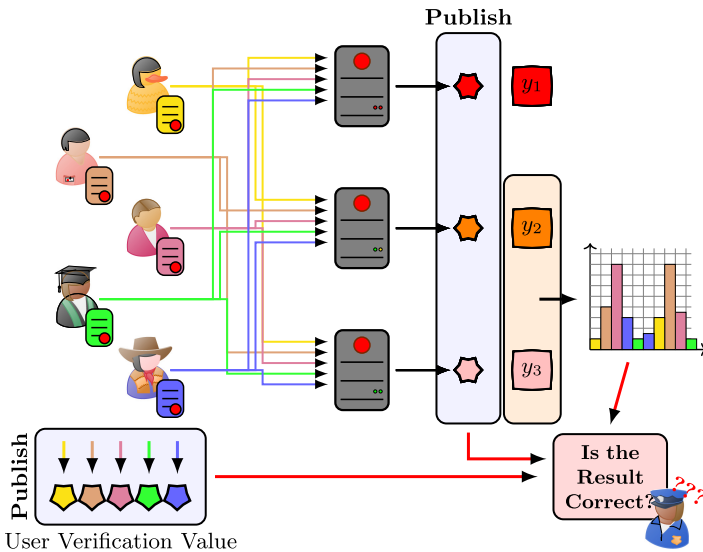 Publish
y1
y2
y3
Publish
Is the
Result
Correct?
???
User Verification Value